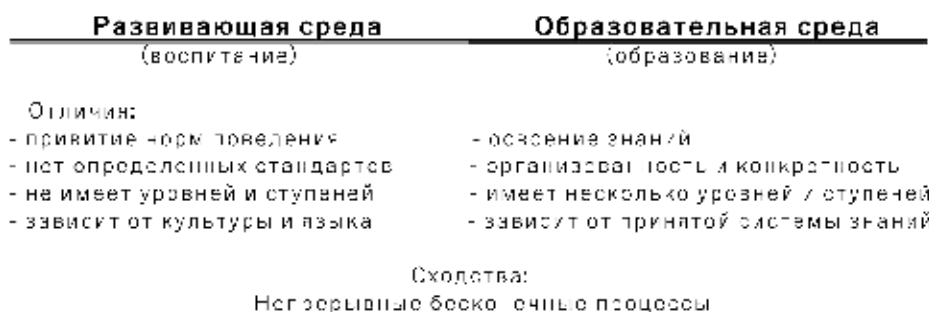 Развивающая среда Образовательная среда
(воспитание) (образование)
Отличия:
- привитие норм поведения - освоение знаний
- нет определенных стандартов - организованность и конкретность
- не имеет уровней и ступеней - имеет несколько уровней и ступеней
- зависит от культуры и языка - зависит от принятой системы знаний
Сходства:
Непрерывные бесконечные процессы